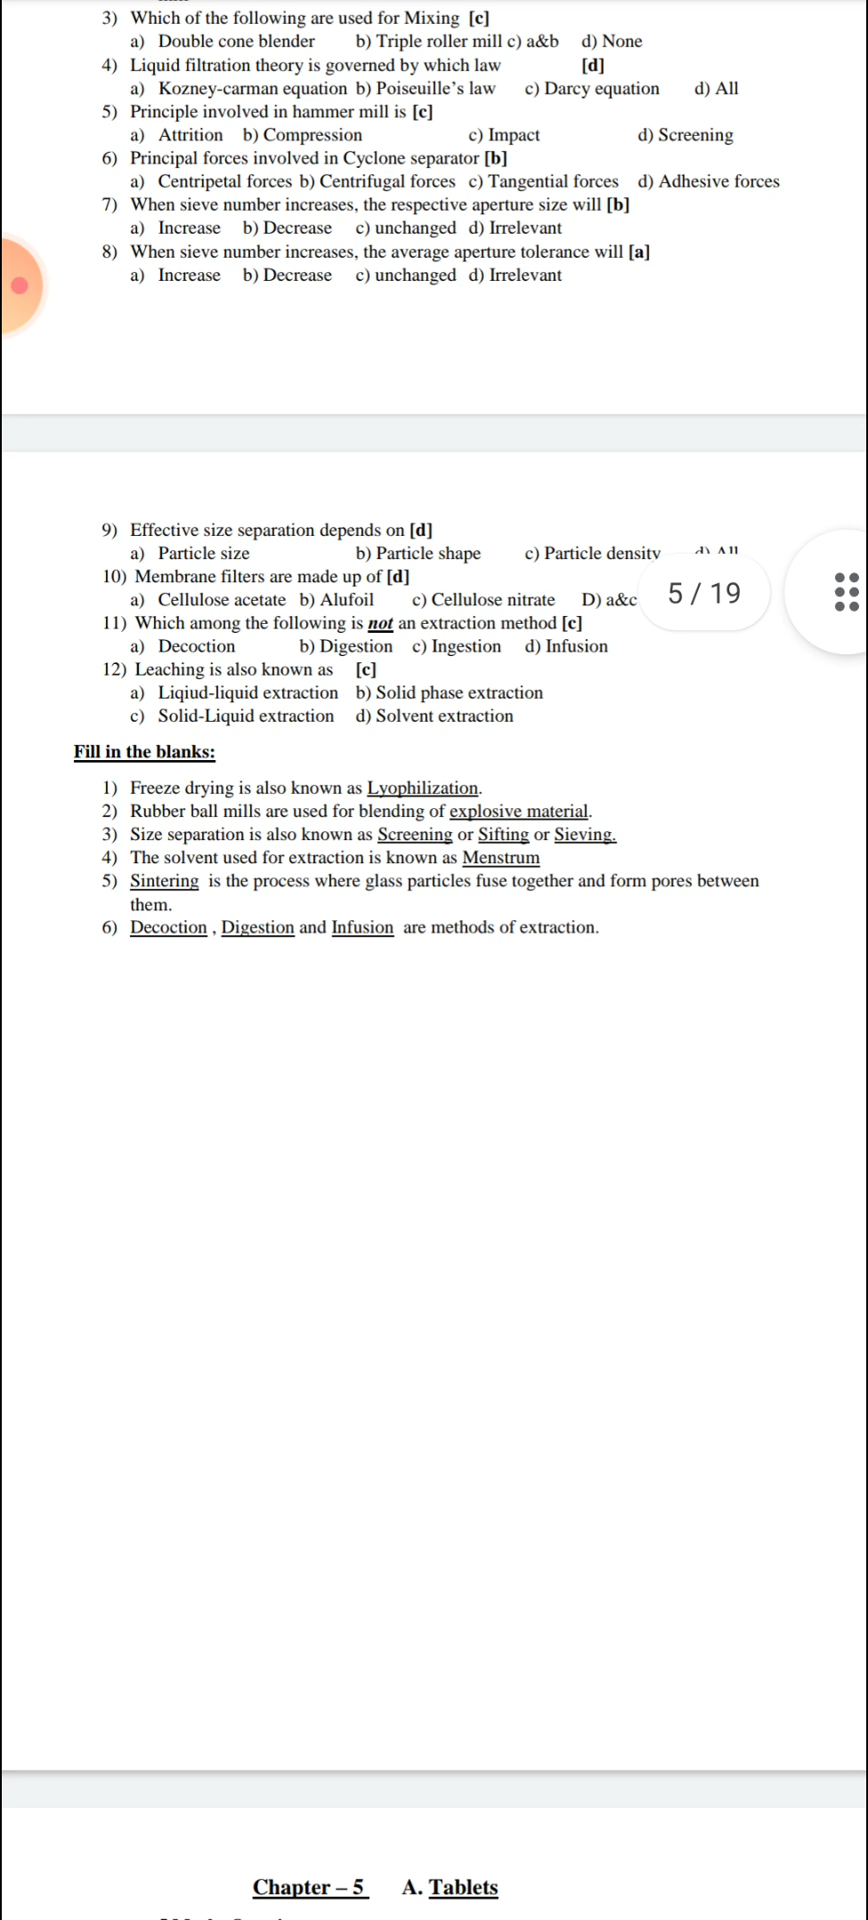 3) Which of the following are used for Mixing [c]
a) Double cone blender b) Triple roller mill c) a&b d) None
4) Liquid filtration theory is governed by which law [d]
a) Kozney-carman equation b) Poiseuille’s law c) Darcy equation d) All
5) Principle involved in hammer mill is [c]
a) Attrition b) Compression c) Impact d) Screening
6) Principal forces involved in Cyclone separator [b]
a) Centripetal forces b) Centrifugal forces c) Tangential forces d) Adhesive forces
7) When sieve number increases, the respective aperture size will [b]
a) Increase b) Decrease c) unchanged d) Irrelevant
8) When sieve number increases, the average aperture tolerance will [a]
a) Increase b) Decrease c) unchanged d) Irrelevant
9) Effective size separation depends on [d]
a) Particle size b) Particle shape c) Particle density d) All
10) Membrane filters are made up of [d]
a) Cellulose acetate b) Alufoil c) Cellulose nitrate D) a&c
5 / 19
11) Which among the following is not an extraction method [c]
a) Decoction b) Digestion c) Ingestion d) Infusion
12) Leaching is also known as [c]
a) Liqiud-liquid extraction b) Solid phase extraction
c) Solid-Liquid extraction d) Solvent extraction
Fill in the blanks:
1) Freeze drying is also known as Lyophilization.
2) Rubber ball mills are used for blending of explosive material.
3) Size separation is also known as Screening or Sifting or Sieving.
4) The solvent used for extraction is known as Menstrum
5) Sintering is the process where glass particles fuse together and form pores between
them.
6) Decoction , Digestion and Infusion are methods of extraction.
Chapter – 5 A. Tablets